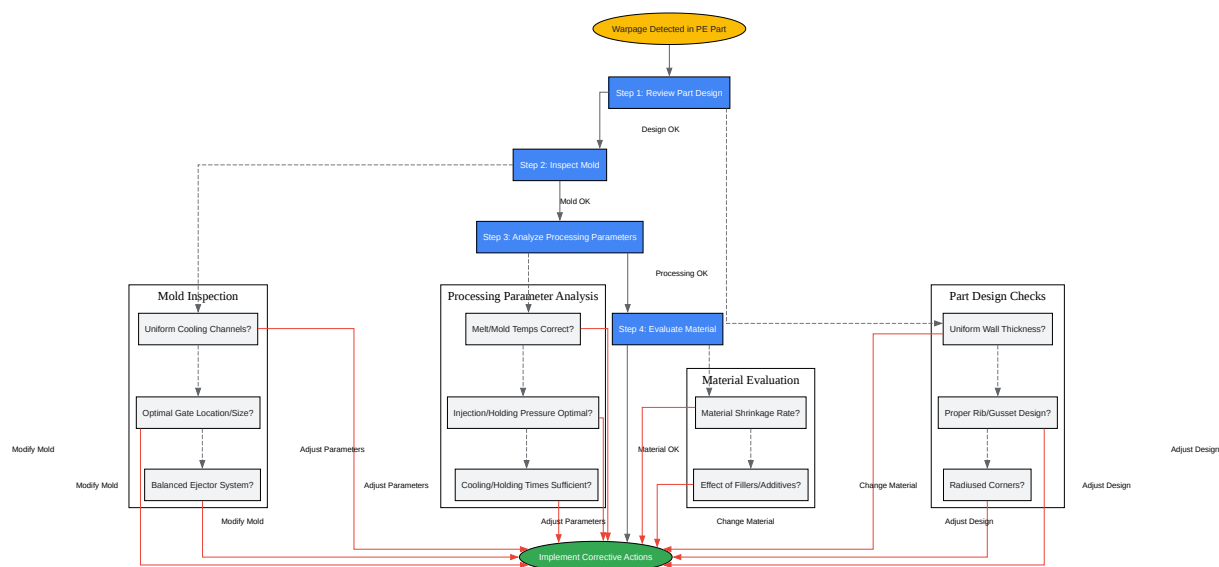 Warpage Detected in PE Part
Step 1: Review Part Design
Design OK
Step 2: Inspect Mold
Mold OK
Step 3: Analyze Processing Parameters
Processing OK
Mold Inspection
Processing Parameter Analysis
Part Design Checks
Uniform Cooling Channels?
Melt/Mold Temps Correct?
Step 4: Evaluate Material
Uniform Wall Thickness?
Material Evaluation
Optimal Gate Location/Size?
Injection/Holding Pressure Optimal?
Material Shrinkage Rate?
Proper Rib/Gusset Design?
Modify Mold
Adjust Parameters
Material OK
Adjust Design
Modify Mold
Balanced Ejector System?
Adjust Parameters
Cooling/Holding Times Sufficient?
Effect of Fillers/Additives?
Change Material
Radiused Corners?
Adjust Design
Modify Mold
Adjust Parameters
Change Material
Adjust Design
Implement Corrective Actions